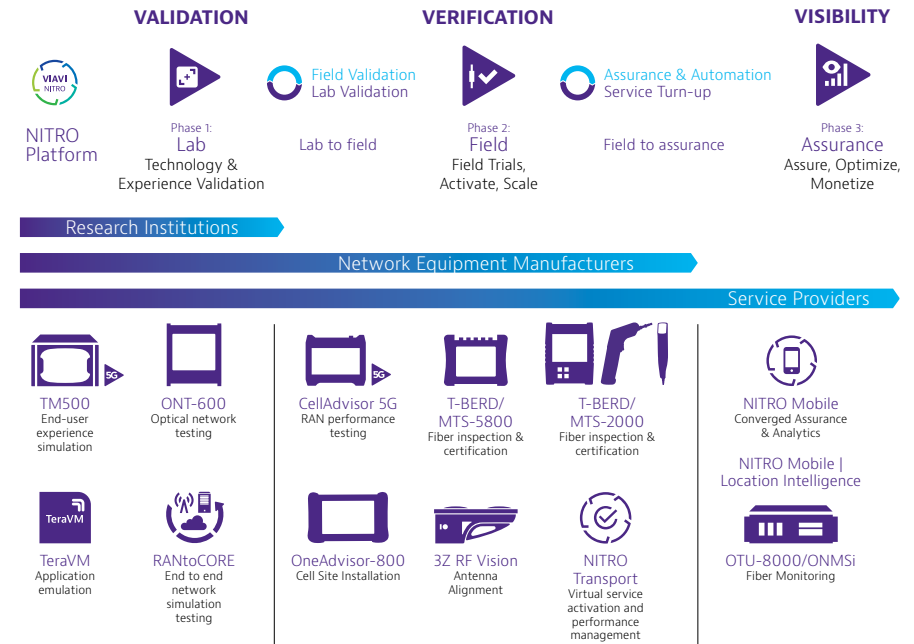 VALIDATION
VERIFICATION
VISIBILITY
VIAVI
NITRO
NITRO
Platform
Phase 1:
Lab
Technology &
Experience Validation
Field Validation
Lab Validation
Lab to field
Phase 2:
Field
Field Trials,
Activate, Scale
Assurance & Automation
Service Turn-up
Field to assurance
Phase 3:
Assurance
Assure, Optimize,
Monetize
Research Institutions
Network Equipment Manufacturers
Service Providers
5G
TM500
End-user
experience
simulation
ONT-600
Optical network
testing
5G
CellAdvisor 5G
RAN performance
testing
T-BERD/
MTS-5800
Fiber inspection &
certification
T-BERD/
MTS-2000
Fiber inspection &
certification
NITRO Mobile
Converged Assurance
& Analytics
NITRO Mobile |
Location Intelligence
TeraVM
TeraVM
Application
emulation
RANtoCORE
End to end
network
simulation
testing
OneAdvisor-800
Cell Site Installation
3Z RF Vision
Antenna
Alignment
NITRO
Transport
Virtual service
activation and
performance
management
OTU-8000/ONMSi
Fiber Monitoring